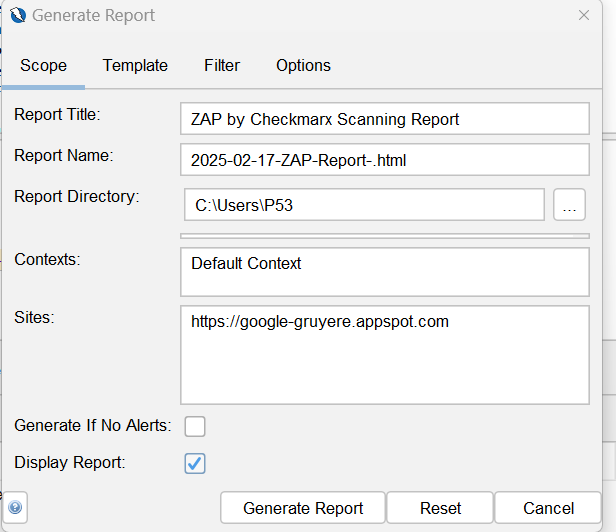 Generate Report
Scope Template Filter Options
Report Title: ZAP by Checkmarx Scanning Report
Report Name: 2025-02-17-ZAP-Report-.html
Report Directory: C:\Users\P53 ...
Contexts: Default Context
Sites: https://google-gruyere.appspot.com
Generate If No Alerts:
Display Report:
Generate Report Reset Cancel